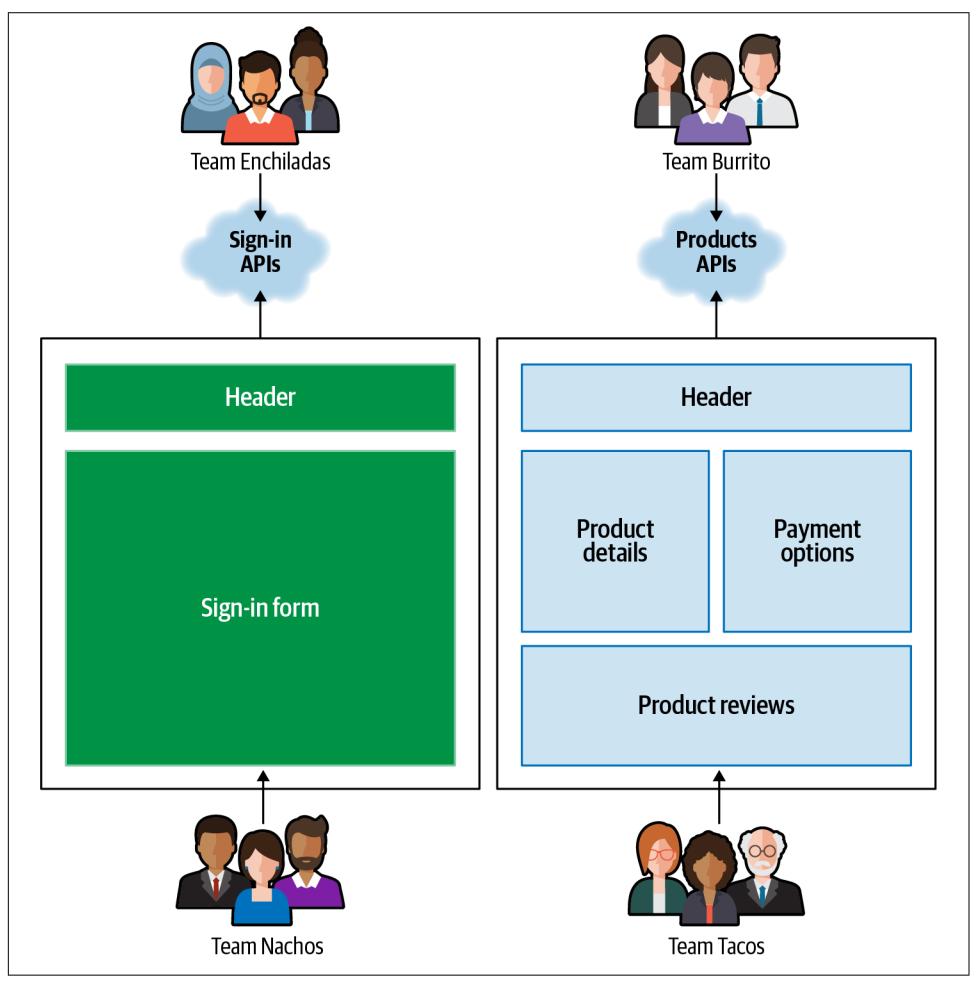 Team Enchiladas
Team Burrito
Sign-in
APIs
Products
APIs
Header
Header
Sign-in form
Product
details
Payment
options
Product reviews
Team Nachos
Team Tacos